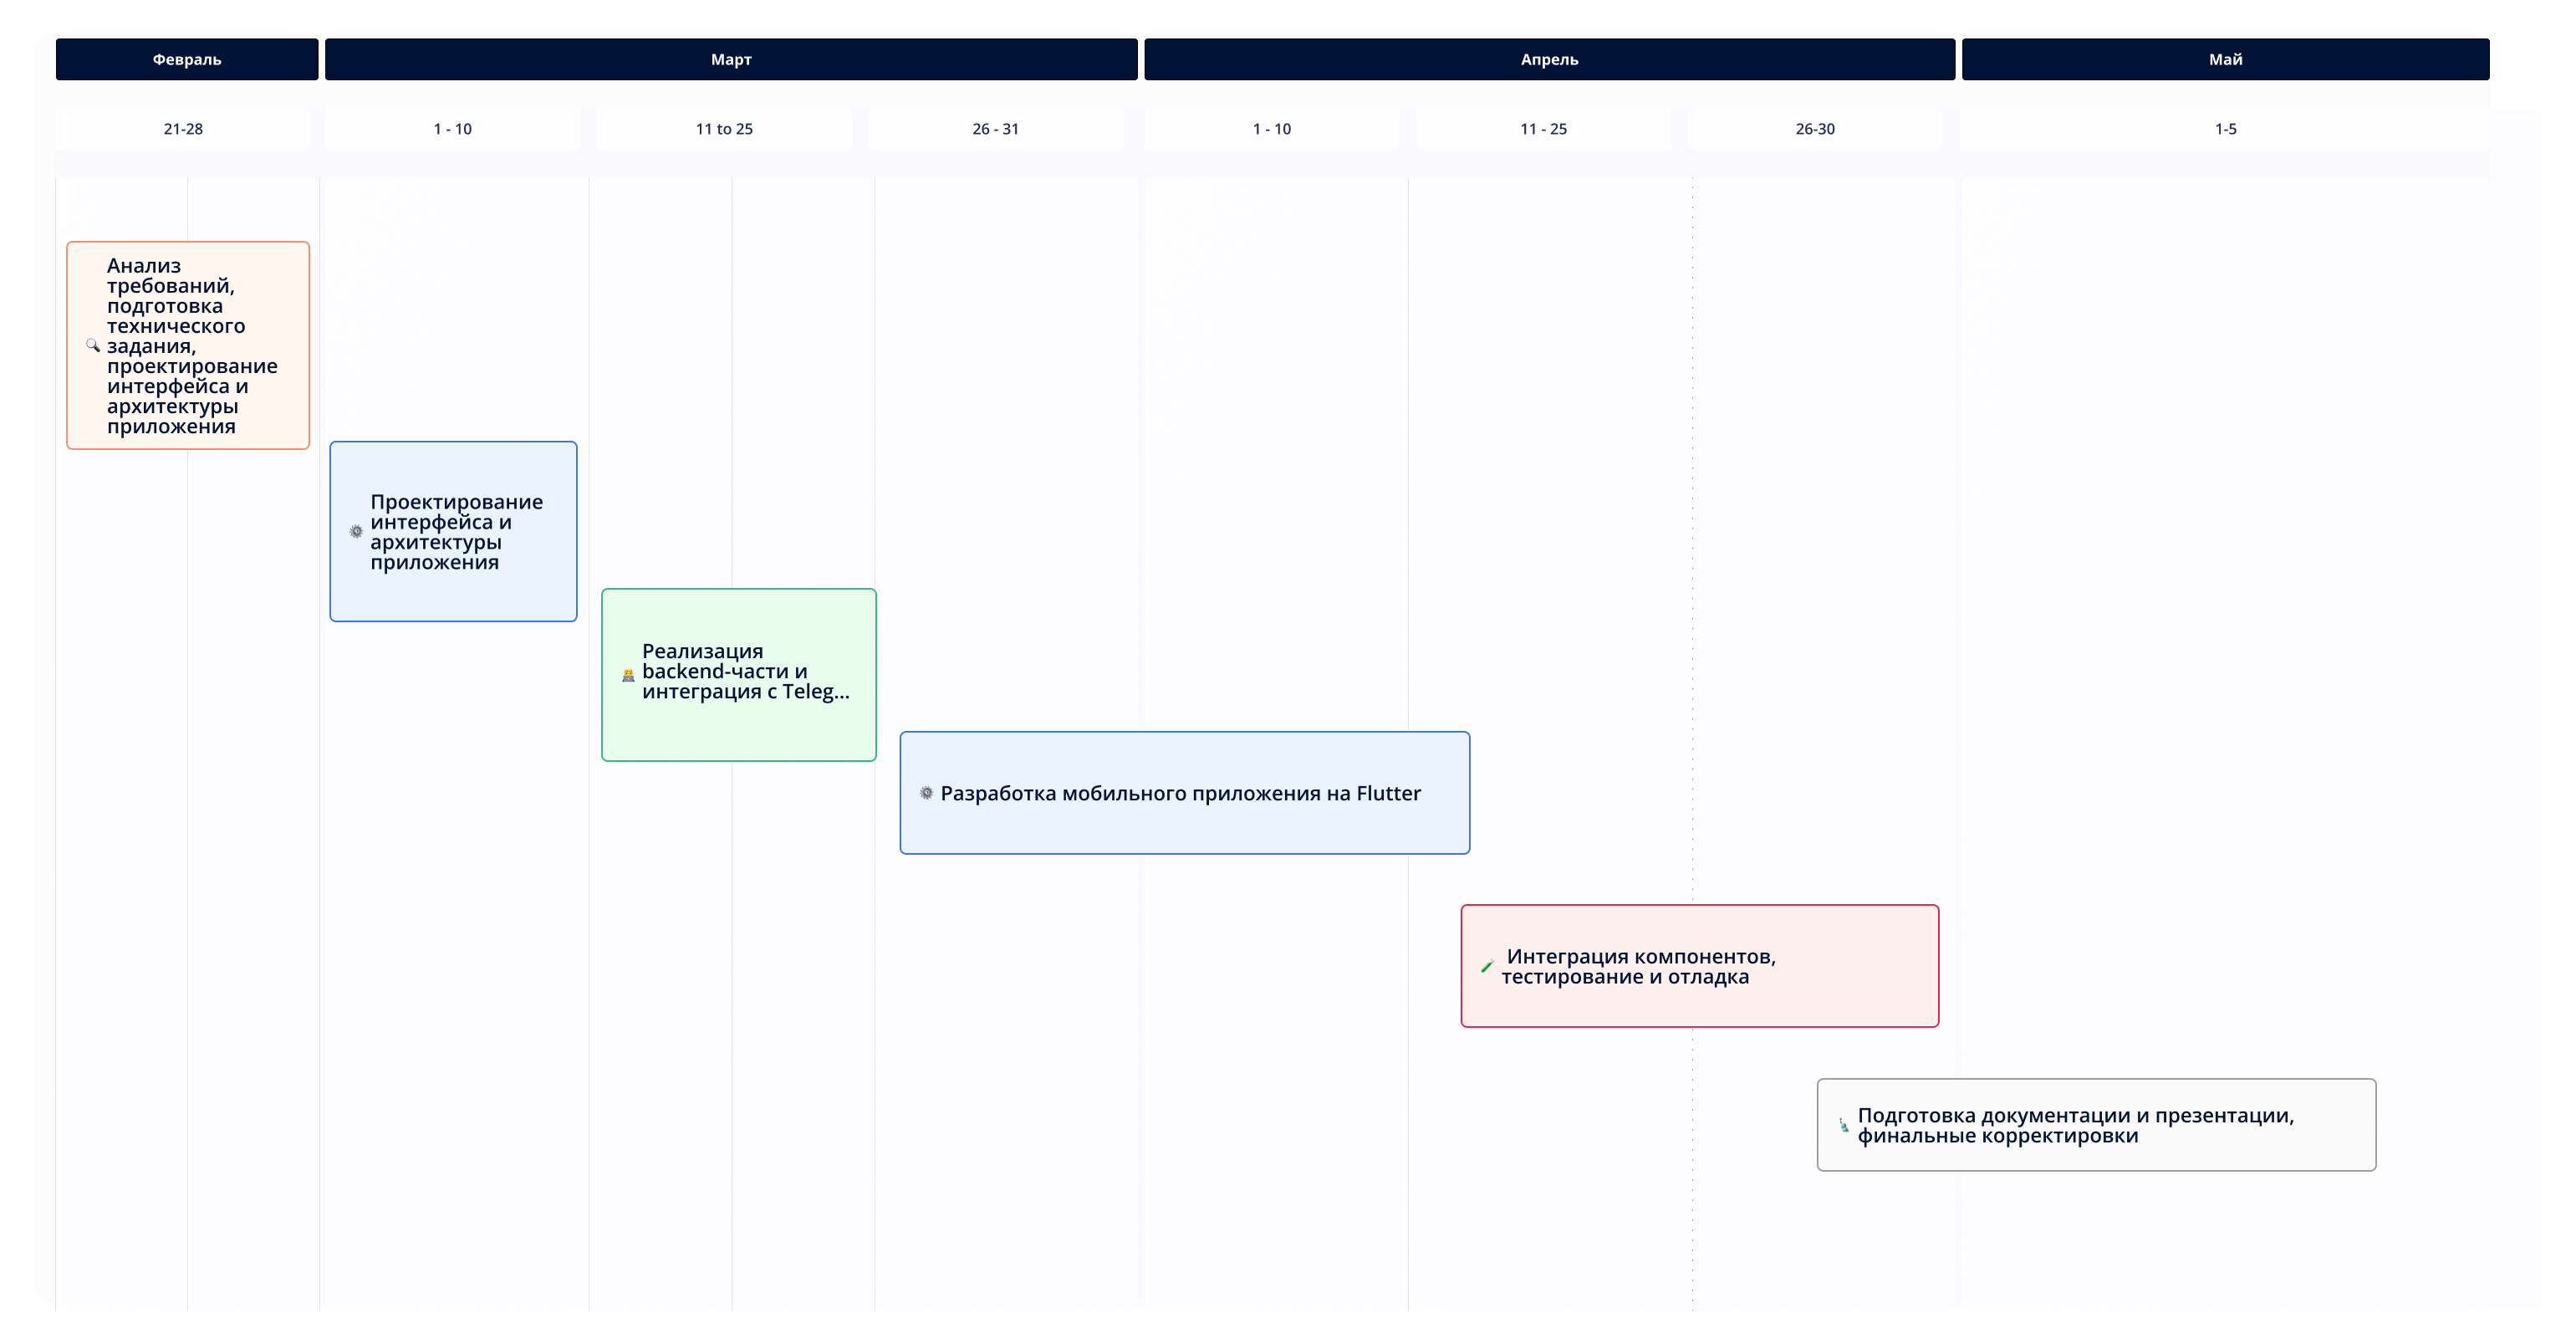 Февраль
Март
Апрель
Май
21-28
1 - 10
11 to 25
26 - 31
1 - 10
11 - 25
26-30
1-5
Анализ
требований,
подготовка
технического
задания,
проектирование
интерфейса и
архитектуры
приложения
Проектирование
интерфейса и
архитектуры
приложения
Реализация
backend-части и
интеграция с Teleg...
Разработка мобильного приложения на Flutter
Интеграция компонентов,
тестирование и отладка
Подготовка документации и презентации,
финальные корректировки